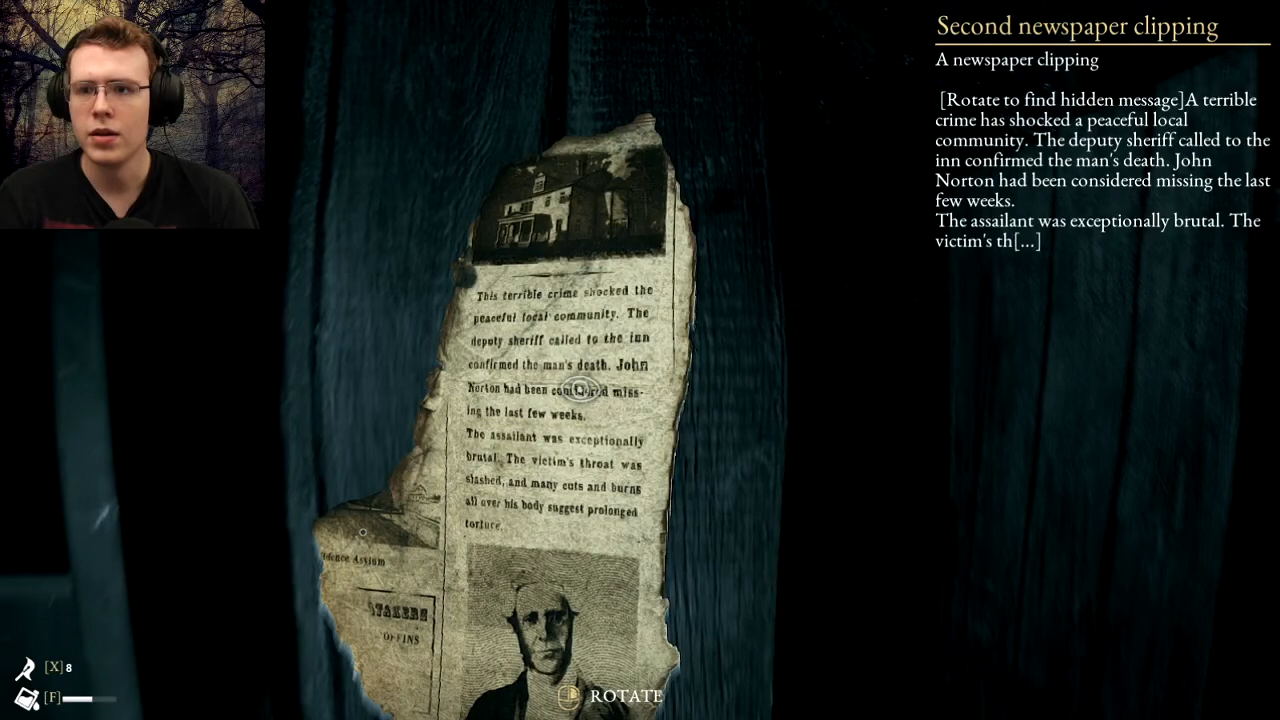 Second newspaper clipping
A newspaper clipping
[Rotate to find hidden message]A terrible
crime has shocked a peaceful local
community. The deputy sheriff called to the
inn confirmed the man's death. John
Norton had been considered missing the last
few weeks.
The assailant was exceptionally brutal. The
victim's th[...]
This terrible crime shocked the
peaceful local community. The
deputy sheriff called to the inn
confirmed the man's death. John
Norton had been considered miss-
ing the last few weeks.
The assailant was exceptionally
brutal. The victim's throat was
slashed, and many cuts and burns
all over his body suggest prolonged
torture.
Asylum
TAKERS
OFFINS
[X] 8
[F]
ROTATE